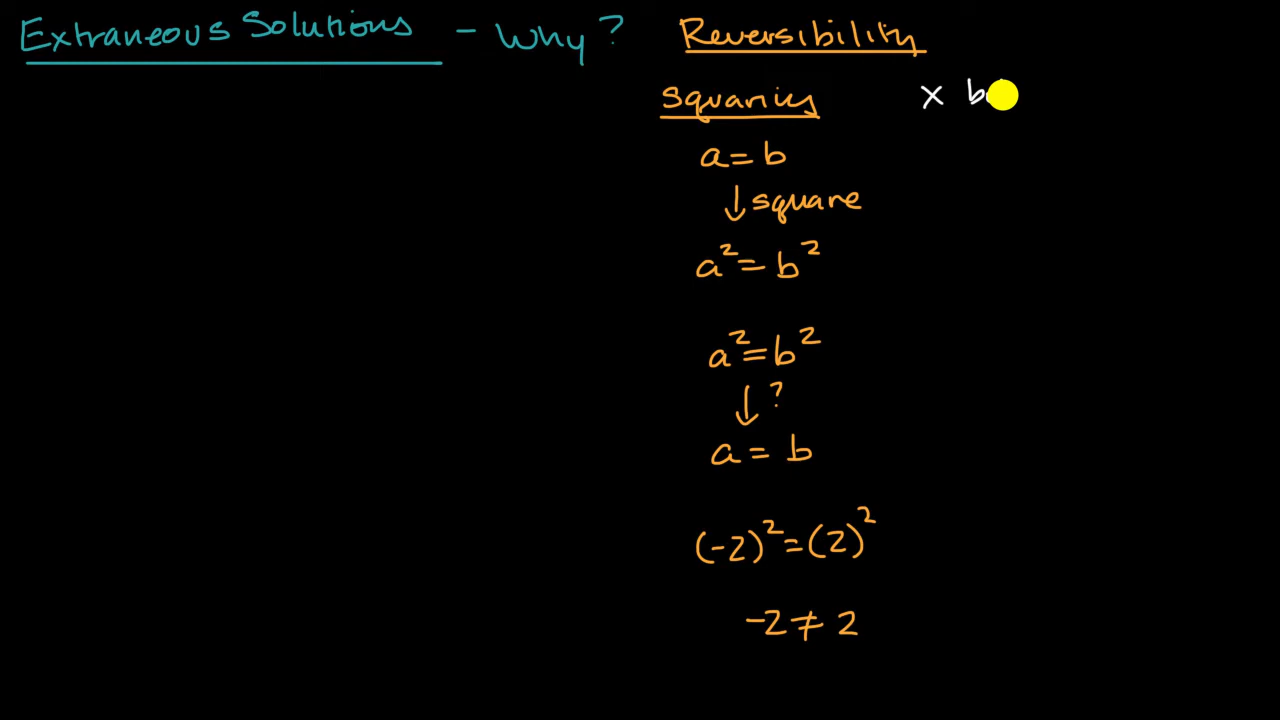 Extraneous Solutions - Why? Reversibility
Squaring × b
a = b
↓ square
a² = b²
a² = b²
↓ ?
a = b
(-2)² = (2)²
-2 ≠ 2